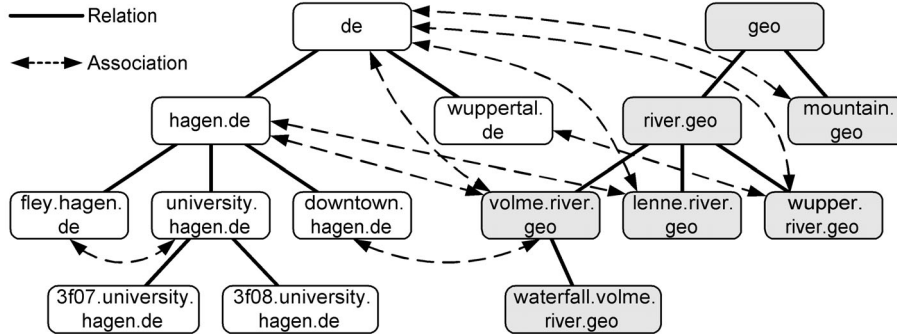 Relation
Association
de
geo
hagen.de
wuppertal.
de
river.geo
mountain.
geo
fley.hagen.
de
university.
hagen.de
downtown.
hagen.de
volme.river.
geo
lenne.river.
geo
wupper.
river.geo
3f07.university.
hagen.de
3f08.university.
hagen.de
waterfall.volme.
river.geo